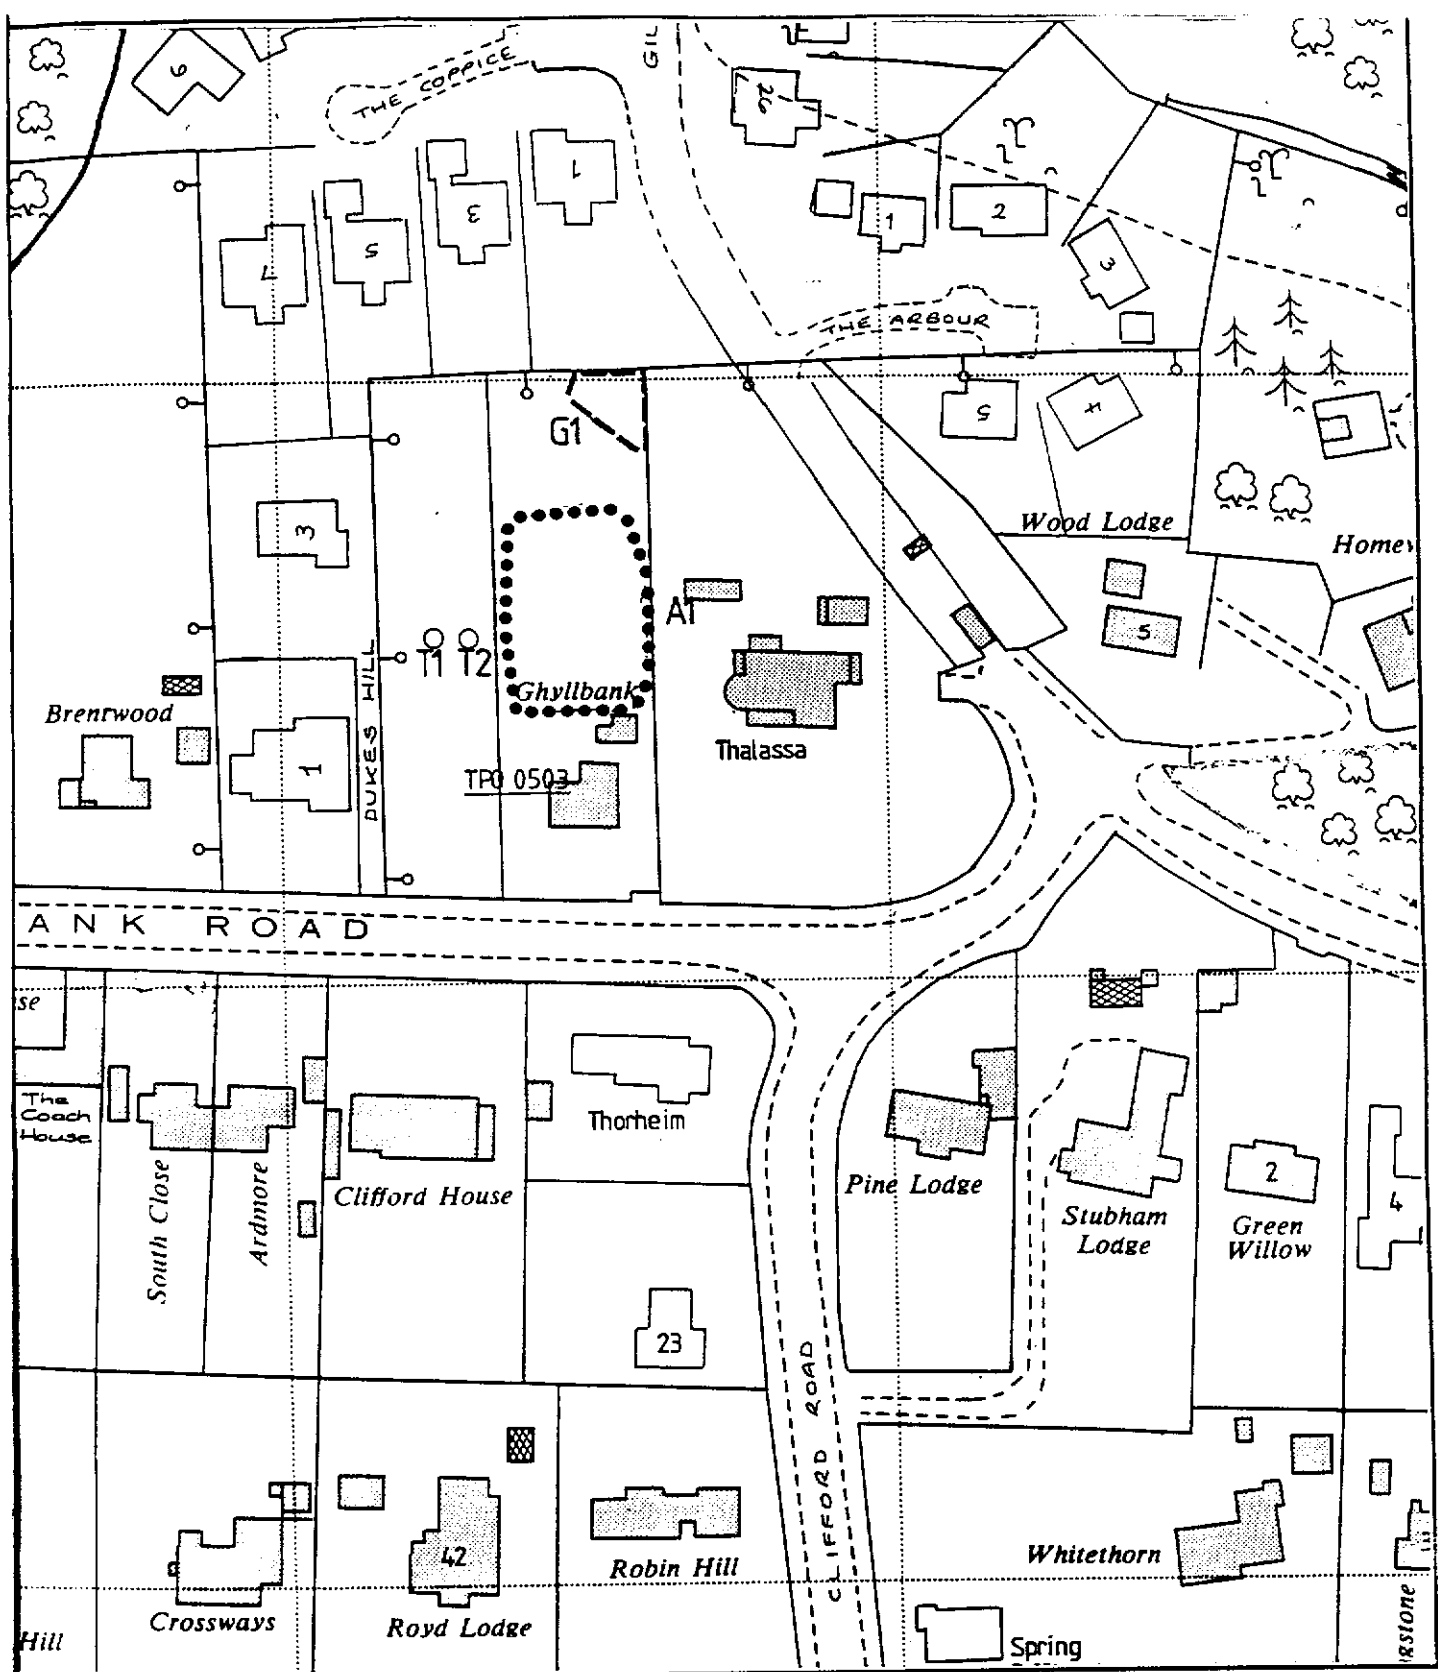 GIL
THE COPPICE
9
26
1
3
5
7
1
2
3
THE ARBOUR
G1
5
4
Wood Lodge
3
A1
5
T1
T2
DUKES HILL
Ghyllbank
Brentwood
Thalassa
1
TPO 0503
ANK ROAD
se
The
Coach
House
Thorheim
South Close
Ardmore
Clifford House
Pine Lodge
Stubham
Lodge
2
Green
Willow
4
23
CLIFFORD ROAD
42
Robin Hill
Whitethorn
Crossways
Royd Lodge
Hill
Spring
gstone